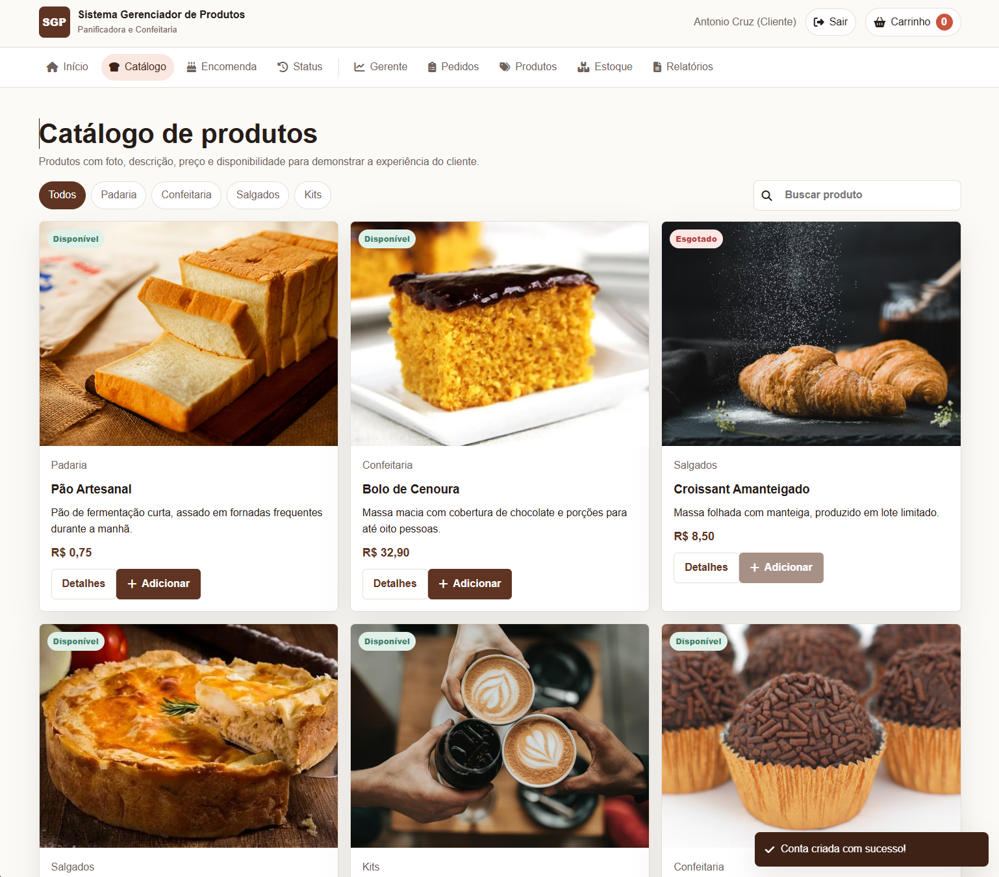 SGP
Sistema Gerenciador de Produtos
Panificadora e Confeitaria
Antonio Cruz (Cliente)
Sair
Carrinho
0
Início
Catálogo
Encomenda
Status
Gerente
Pedidos
Produtos
Estoque
Relatórios
Catálogo de produtos
Produtos com foto, descrição, preço e disponibilidade para demonstrar a experiência do cliente.
Todos
Padaria
Confeitaria
Salgados
Kits
Buscar produto
Disponível
Padaria
Pão Artesanal
Pão de fermentação curta, assado em fornadas frequentes
durante a manhã.
R$ 0,75
Detalhes
+ Adicionar
Disponível
Confeitaria
Bolo de Cenoura
Massa macia com cobertura de chocolate e porções para
até oito pessoas.
R$ 32,90
Detalhes
+ Adicionar
Esgotado
Salgados
Croissant Amanteigado
Massa folhada com manteiga, produzido em lote limitado.
R$ 8,50
Detalhes
+ Adicionar
Disponível
Salgados
Disponível
Kits
Disponível
Confeitaria
Conta criada com sucesso!